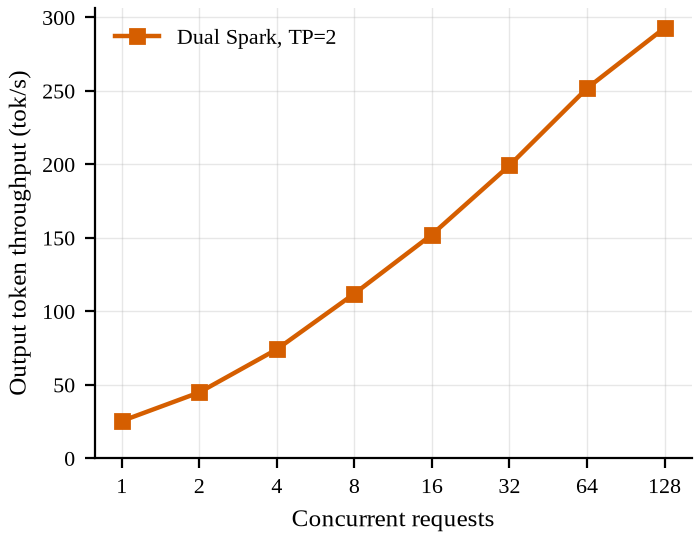 Dual Spark, TP=2
Output token throughput (tok/s)
300
250
200
150
100
50
0
1 2 4 8 16 32 64 128
Concurrent requests